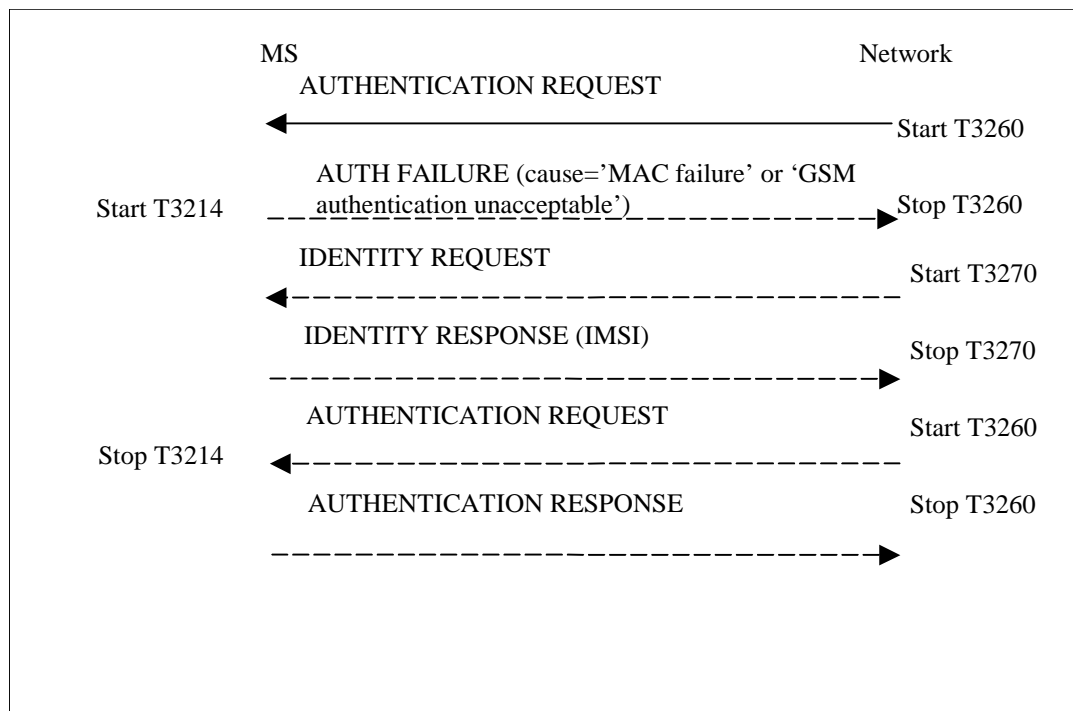 MS
Network
AUTHENTICATION REQUEST
Start T3260
AUTH FAILURE (cause=’MAC failure’ or ‘GSM
authentication unacceptable’)
Start T3214
Stop T3260
IDENTITY REQUEST
Start T3270
IDENTITY RESPONSE (IMSI)
Stop T3270
AUTHENTICATION REQUEST
Start T3260
Stop T3214
AUTHENTICATION RESPONSE
Stop T3260